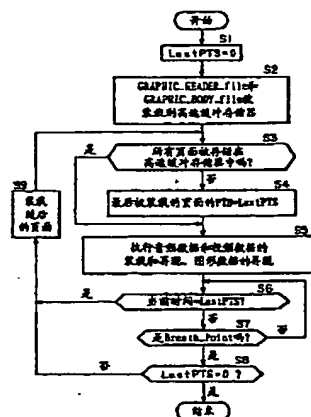 开始
S1
LastPTS=0
S2
GRAPHIC_HEADER_file和
GRAPHIC_BODY_file被
装载到高速缓冲存储器
S3
所有页面被存储在
高速缓冲存储器中吗?
是
否
S4
最后被装载的页面的PTS=LastPTS
S9
装载
随后
的页面
S5
执行音频数据和视频数据的
装载和再现、图形数据的再现
S6
当前时间=LastPTS?
是
否
S7
是Breath_Point吗?
否
是
S8
LastPTS=0 ?
否
是
结束